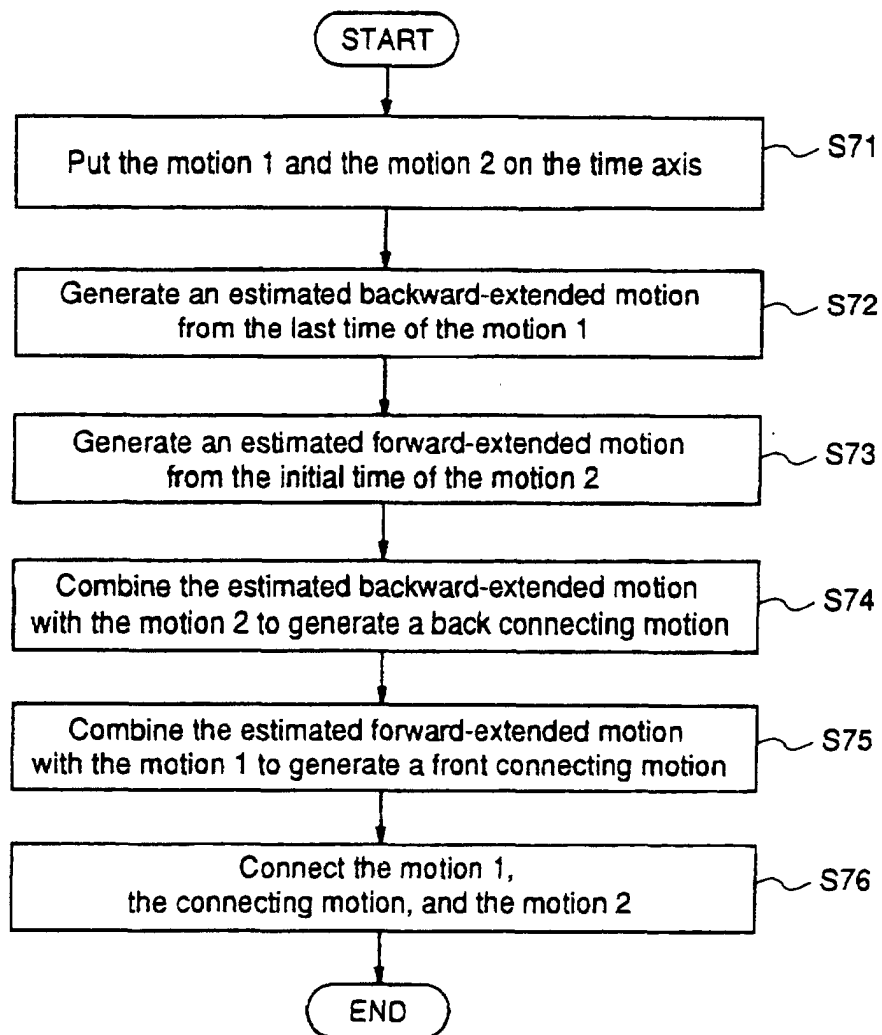 START
Put the motion 1 and the motion 2 on the time axis
S71
Generate an estimated backward-extended motion
from the last time of the motion 1
S72
Generate an estimated forward-extended motion
from the initial time of the motion 2
S73
Combine the estimated backward-extended motion
with the motion 2 to generate a back connecting motion
S74
Combine the estimated forward-extended motion
with the motion 1 to generate a front connecting motion
S75
Connect the motion 1,
the connecting motion, and the motion 2
S76
END